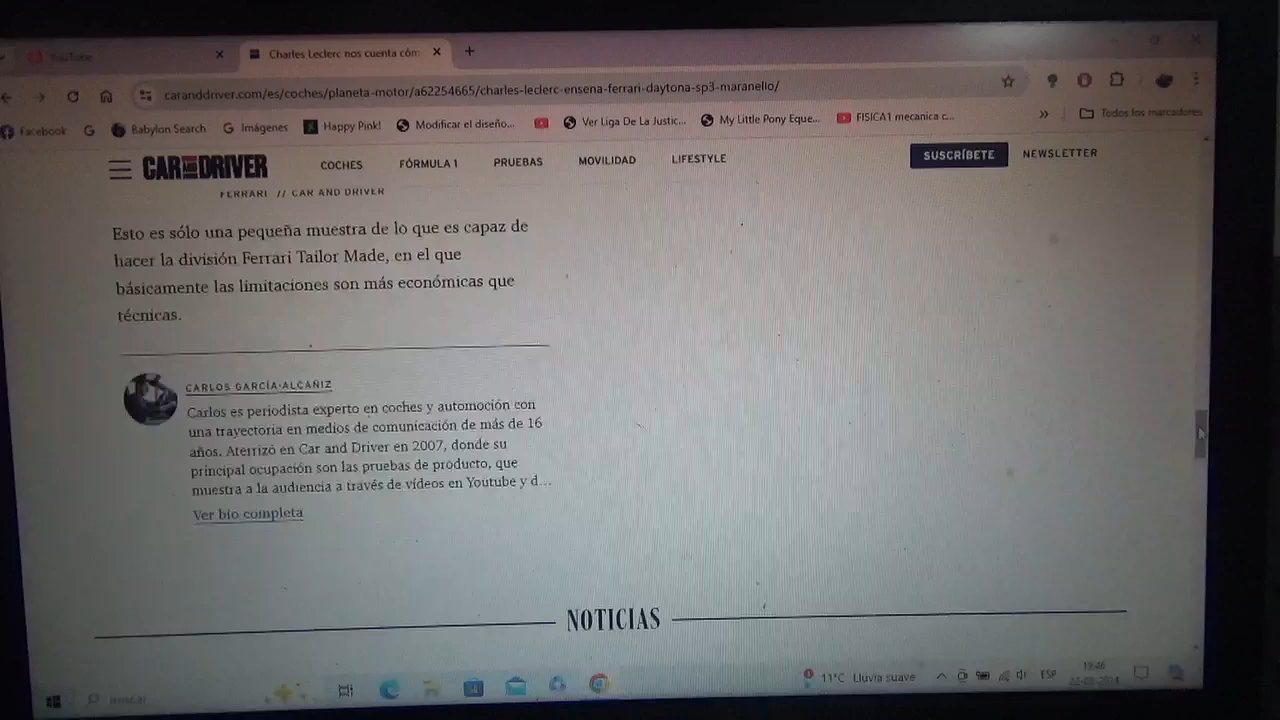 YouTube
Charles Leclerc nos cuenta cóm
caranddriver.com/es/coches/planeta-motor/a62254665/charles-leclerc-ensena-ferrari-daytona-sp3-maranello/
Facebook
Babylon Search
Imágenes
Happy Pink!
Modificar el diseño...
Ver Liga De La Justic...
My Little Pony Eque...
FISICA1 mecanica c...
Todos los marcadores
CAR AND DRIVER
COCHES
FÓRMULA 1
PRUEBAS
MOVILIDAD
LIFESTYLE
SUSCRÍBETE
NEWSLETTER
FERRARI // CAR AND DRIVER
Esto es sólo una pequeña muestra de lo que es capaz de
hacer la división Ferrari Tailor Made, en el que
básicamente las limitaciones son más económicas que
técnicas.
CARLOS GARCÍA-ALCAÑIZ
Carlos es periodista experto en coches y automoción con
una trayectoria en medios de comunicación de más de 16
años. Aterrizó en Car and Driver en 2007, donde su
principal ocupación son las pruebas de producto, que
muestra a la audiencia a través de vídeos en Youtube y d...
Ver bio completa
NOTICIAS
11°C Lluvia suave
ESP